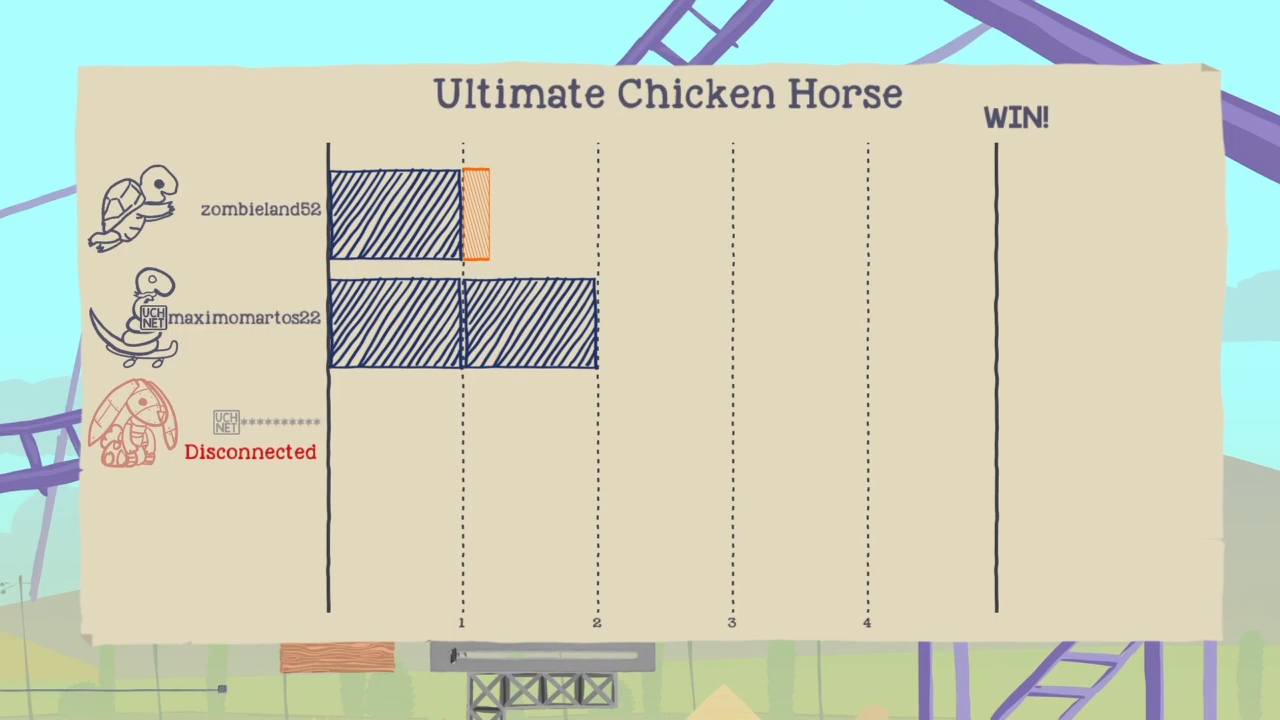 Ultimate Chicken Horse
WIN!
zombieland52
UCH NET maximomartos22
UCH NET **********
Disconnected
1 2 3 4